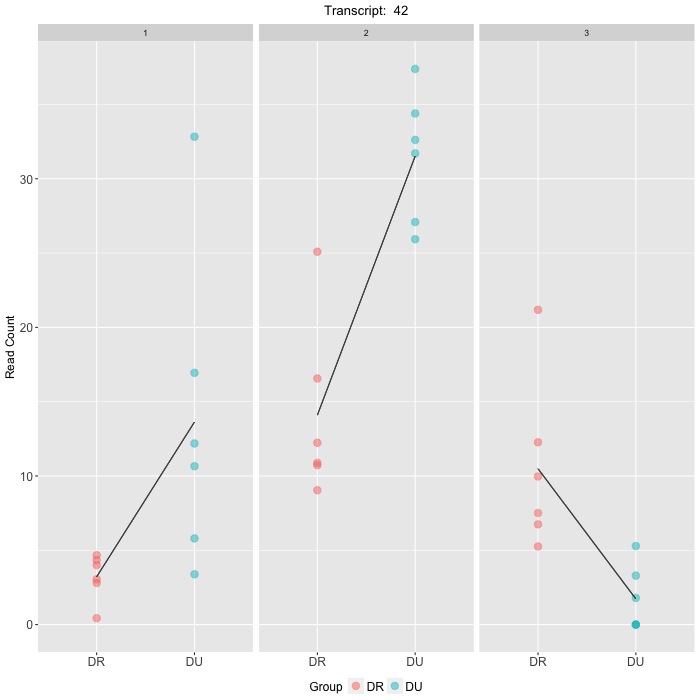 Transcript:  42
1 2 3
Read Count
30
20
10
0
DR DU DR DU DR DU
Group DR DU